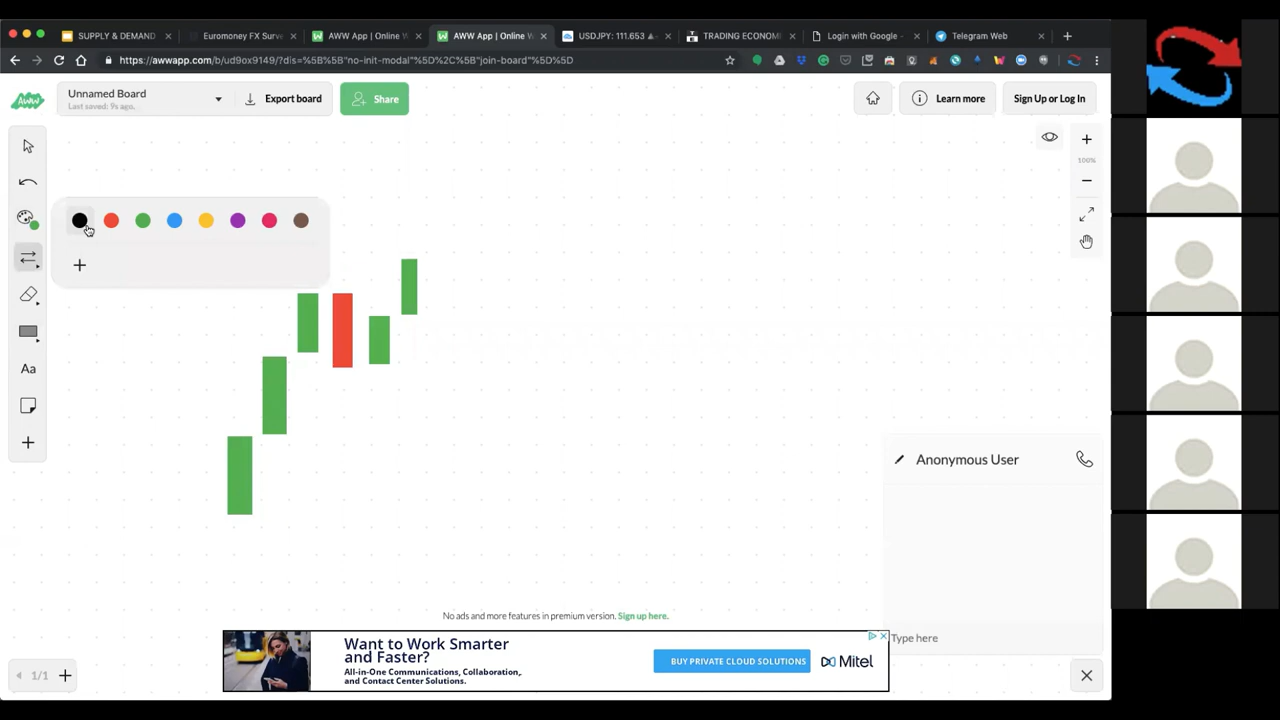 SUPPLY & DEMAND
Euromoney FX Surv
AWW App | Online W
AWW App | Online W
USDJPY: 111.653
TRADING ECONOM
Login with Google -
Telegram Web
https://awwapp.com/b/ud9ox9149/?dis=%5B%5B"no-init-modal"%5D%2C%5B"join-board"%5D%5D
AWW
Unnamed Board
Last saved: 9s ago.
Export board
Share
Learn more
Sign Up or Log In
100%
Aa
Anonymous User
No ads and more features in premium version. Sign up here.
Want to Work Smarter
and Faster?
All-in-One Communications, Collaboration,
and Contact Center Solutions.
BUY PRIVATE CLOUD SOLUTIONS
Mitel
Type here
1/1